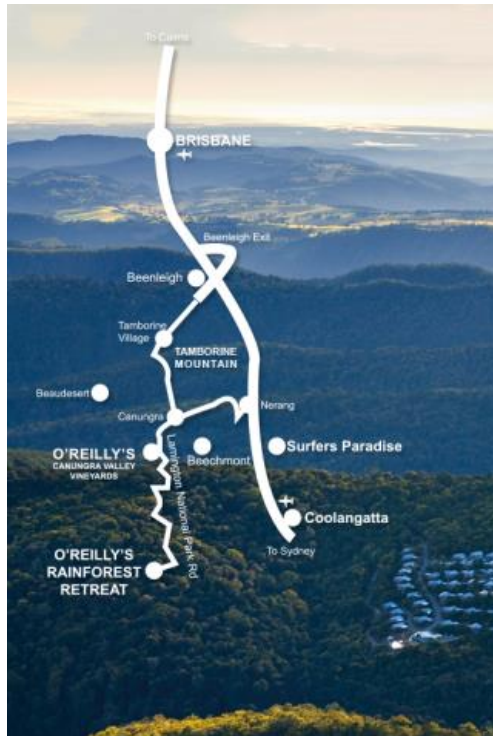 To Cairns
BRISBANE
Beenleigh Exit
Beenleigh
Tamborine
Village
TAMBORINE
MOUNTAIN
Beaudesert
Canungra
Nerang
O'REILLY'S
CANUNGRA VALLEY
VINEYARDS
Beechmont
Surfers Paradise
Lamington National Park Rd
Coolangatta
To Sydney
O'REILLY'S
RAINFOREST
RETREAT